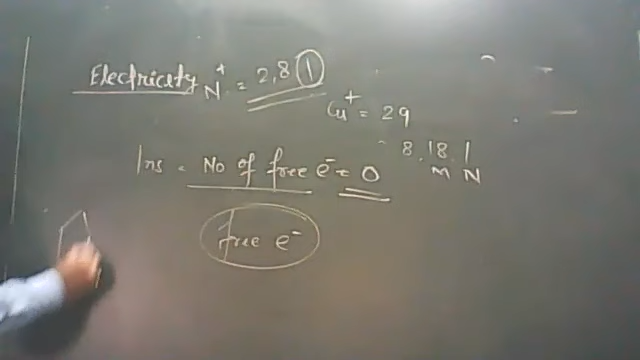 Electricity N⁺ = 2,8 1
Cu⁺ = 29
8,18,1
M N
Ins = No of free e⁻ = 0
free e⁻